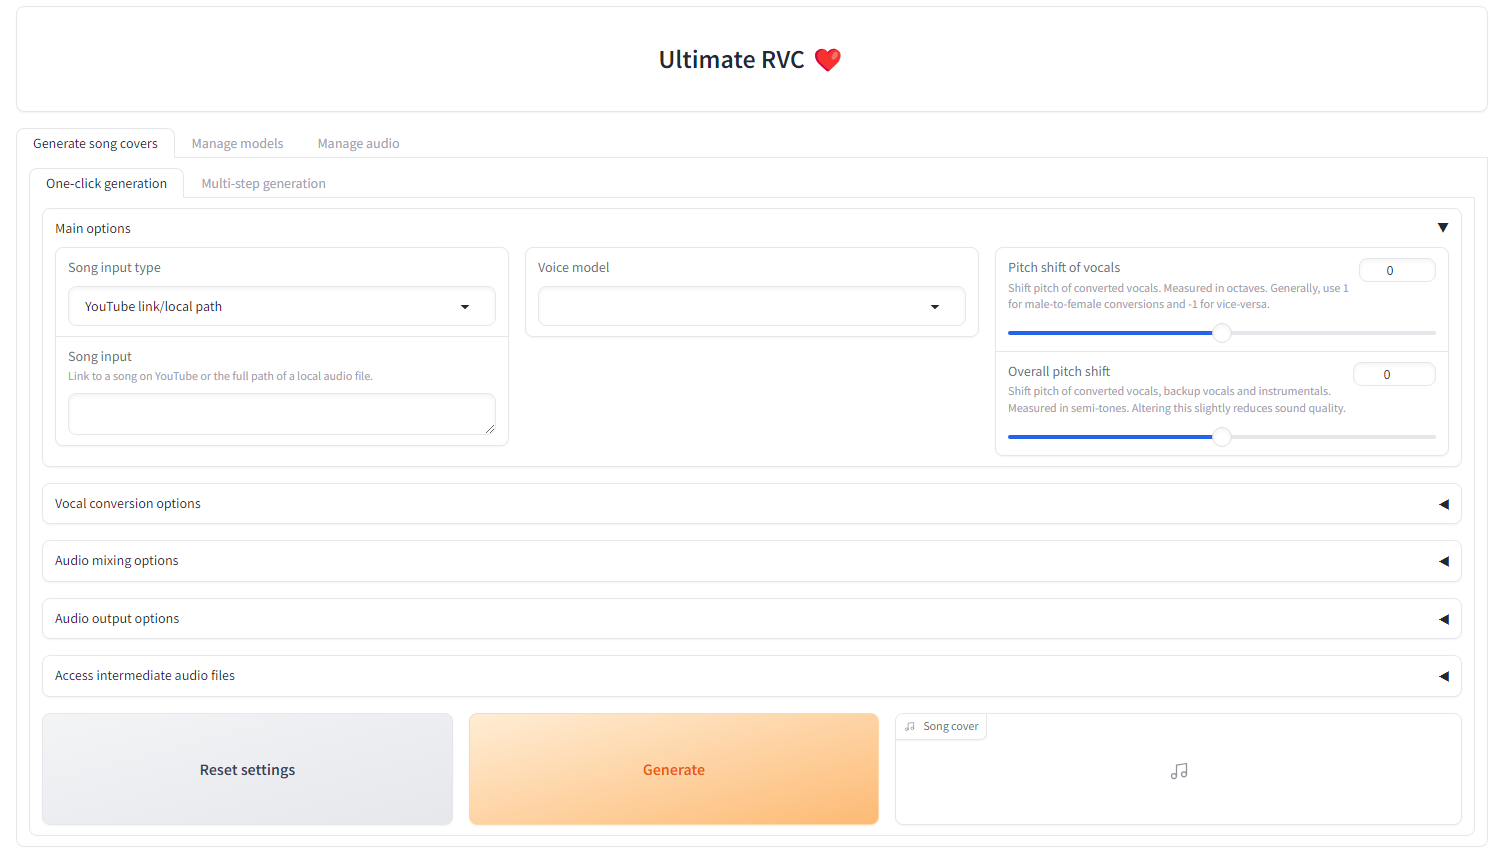 Ultimate RVC ❤️
Generate song covers
Manage models
Manage audio
One-click generation
Multi-step generation
Main options
Song input type
YouTube link/local path
Song input
Link to a song on YouTube or the full path of a local audio file.
Voice model
Pitch shift of vocals
0
Shift pitch of converted vocals. Measured in octaves. Generally, use 1
for male-to-female conversions and -1 for vice-versa.
Overall pitch shift
0
Shift pitch of converted vocals, backup vocals and instrumentals.
Measured in semi-tones. Altering this slightly reduces sound quality.
Vocal conversion options
Audio mixing options
Audio output options
Access intermediate audio files
Reset settings
Generate
Song cover